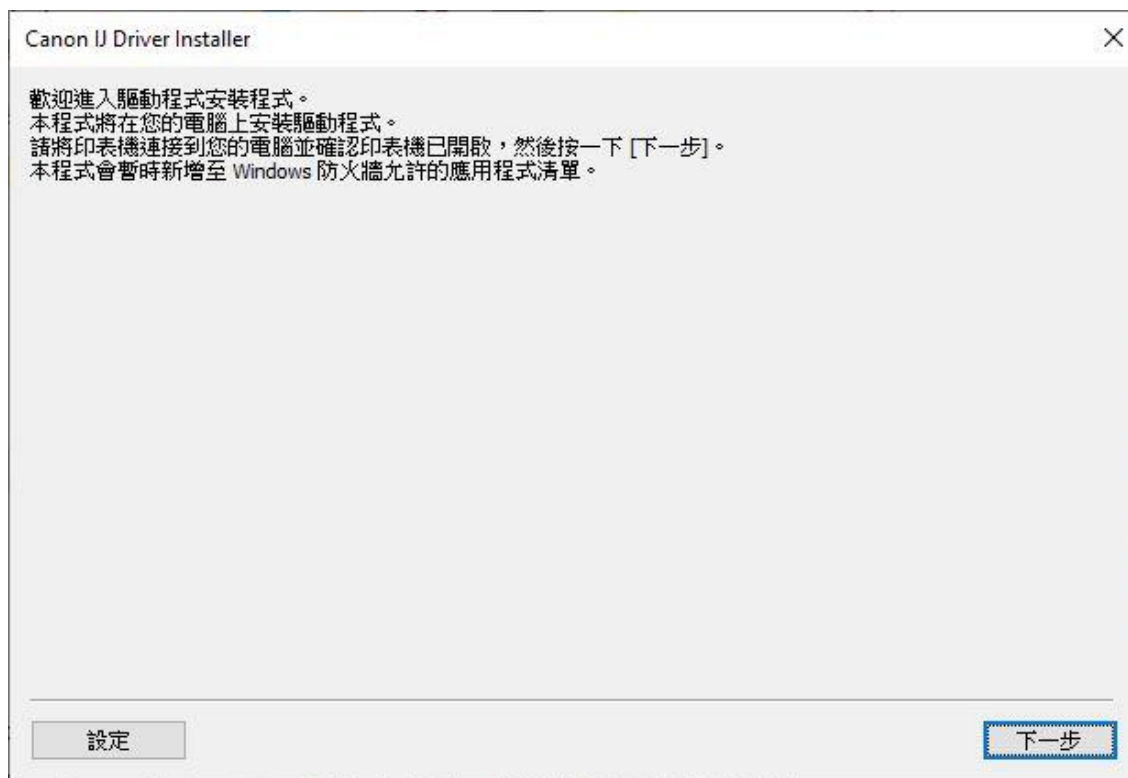 Canon IJ Driver Installer
歡迎進入驅動程式安裝程式。
本程式將在您的電腦上安裝驅動程式。
請將印表機連接到您的電腦並確認印表機已開啟，然後按一下 [下一步]。
本程式會暫時新增至 Windows 防火牆允許的應用程式清單。
設定
下一步